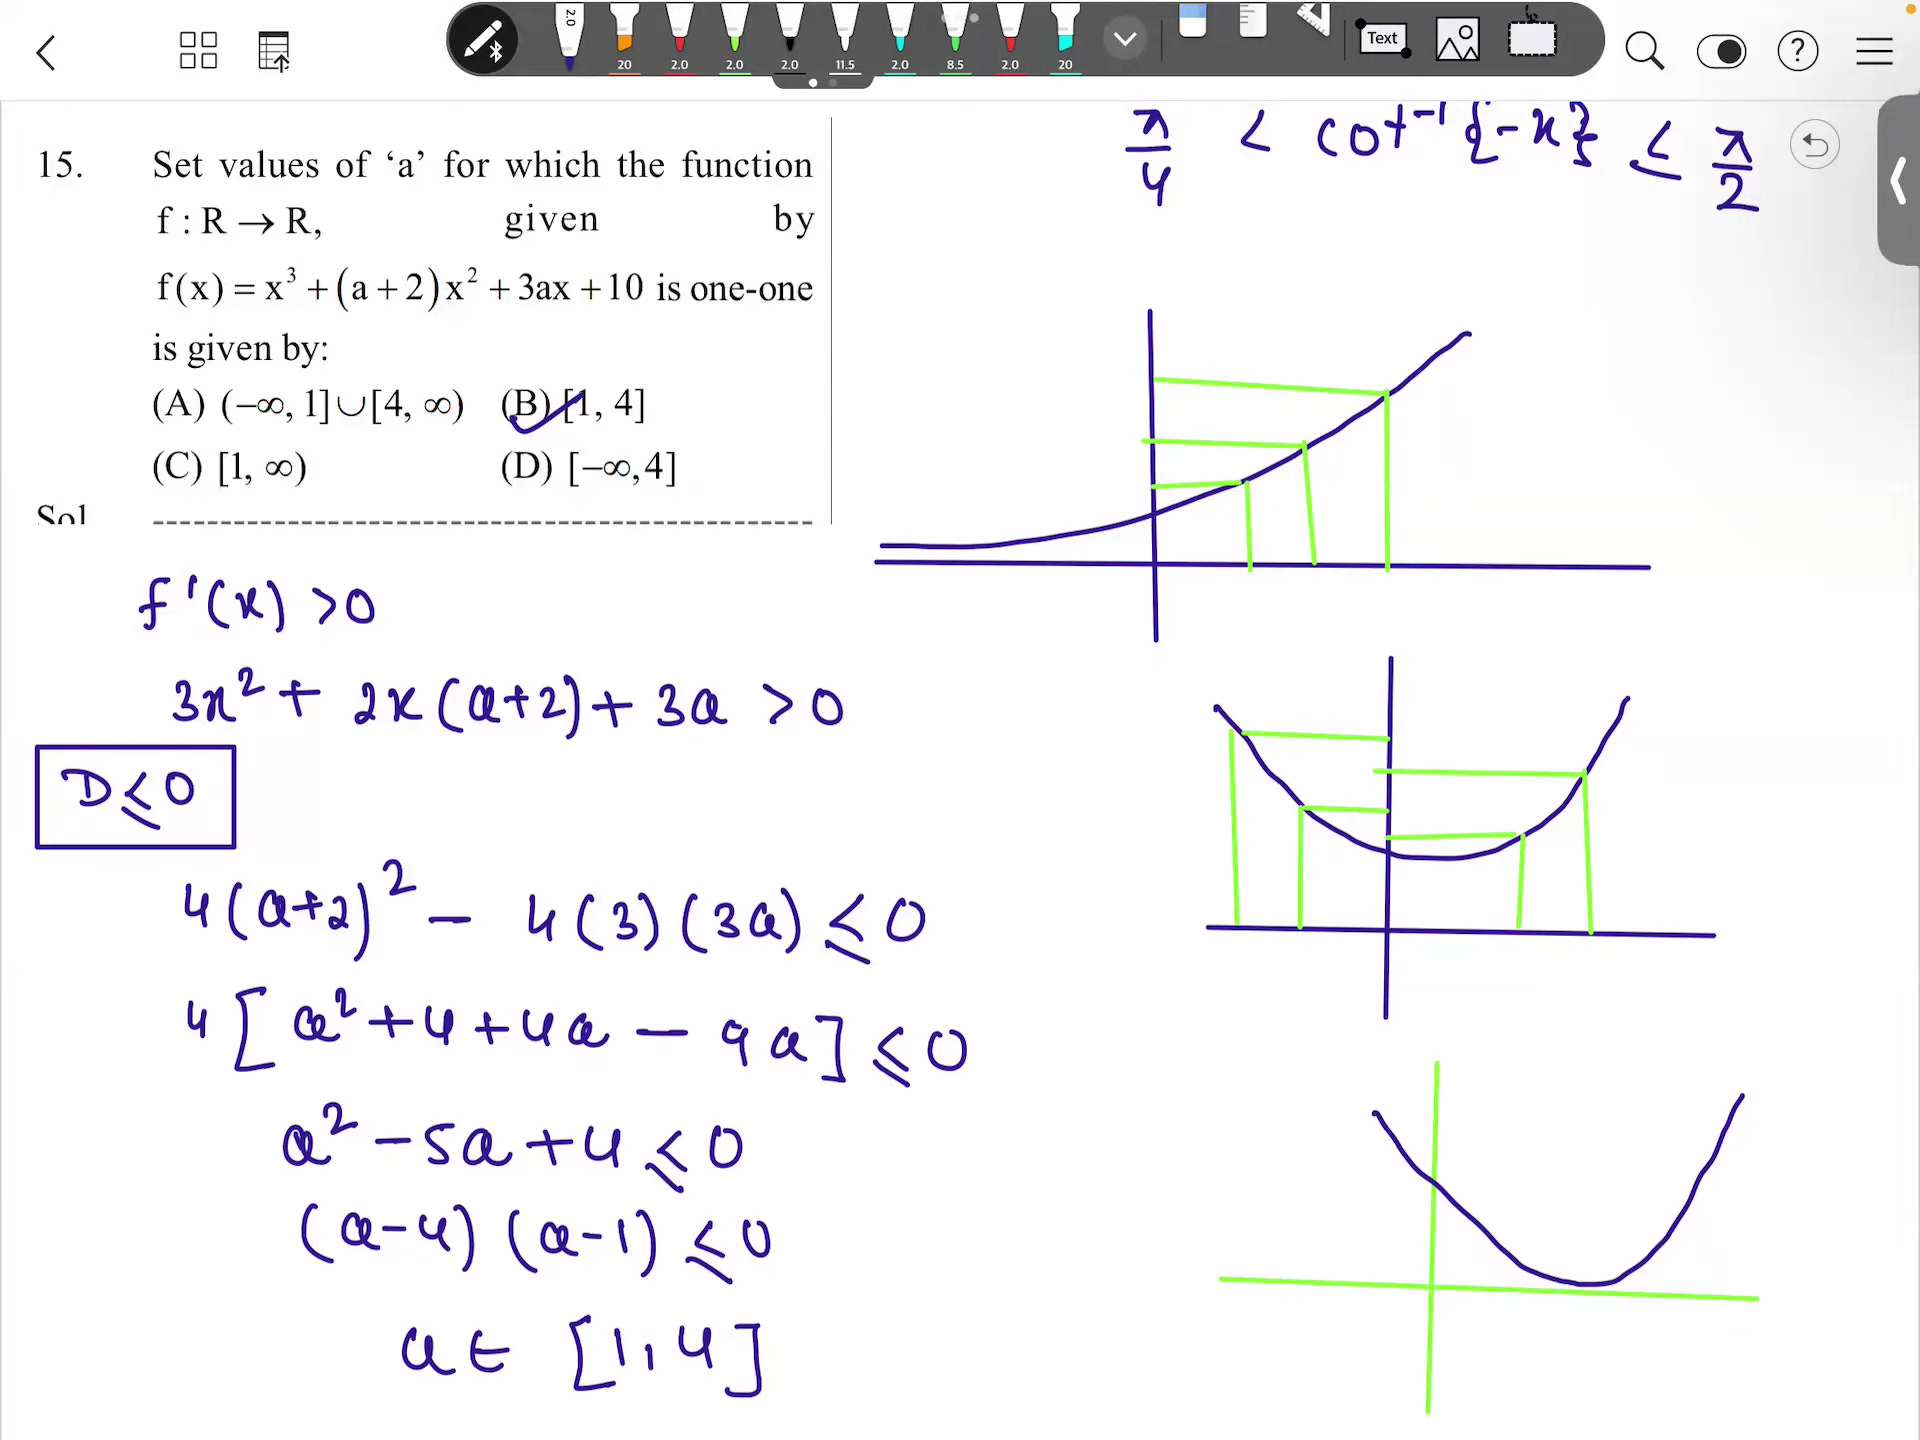 2.0 20 2.0 2.0 2.0 11.5 2.0 8.5 2.0 20 Text ?
π/4 < cot⁻¹{-x} ≤ π/2
15. Set values of ‘a’ for which the function
f : R → R, given by
f(x) = x³ + (a + 2)x² + 3ax + 10 is one-one
is given by:
(A) (−∞, 1]∪[4, ∞) (B) [1, 4]
(C) [1, ∞) (D) [−∞, 4]
Sol
f'(x) > 0
3x² + 2x(a+2) + 3a > 0
D ≤ 0
4(a+2)² − 4(3)(3a) ≤ 0
4[a² + 4 + 4a − 9a] ≤ 0
a² − 5a + 4 ≤ 0
(a−4)(a−1) ≤ 0
a ∈ [1, 4]